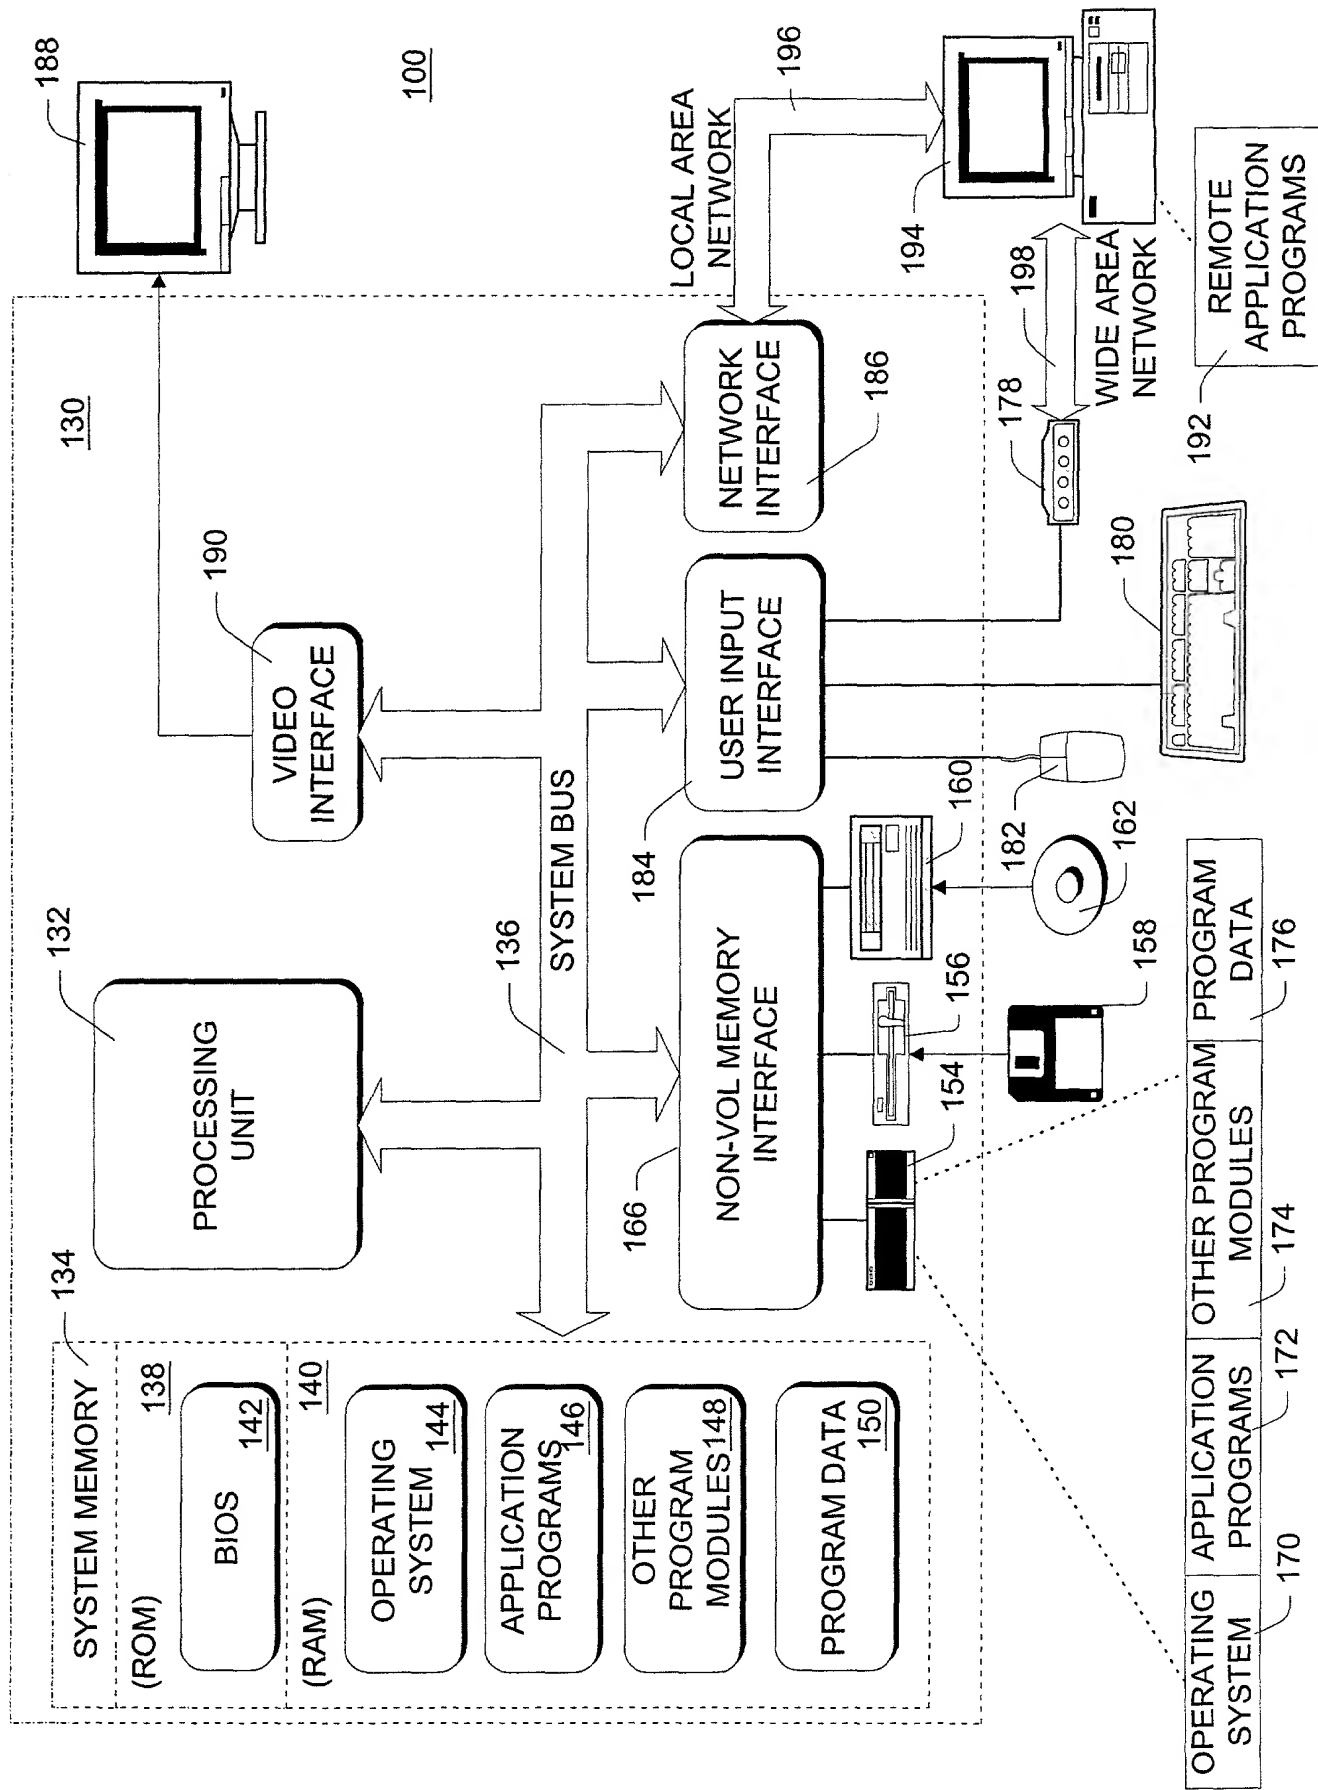 100
130
188
SYSTEM MEMORY
134
(ROM)
138
BIOS
142
(RAM)
140
OPERATING
SYSTEM
144
APPLICATION
PROGRAMS
146
OTHER
PROGRAM
MODULES
148
PROGRAM DATA
150
PROCESSING
UNIT
132
VIDEO
INTERFACE
190
136
SYSTEM BUS
166
NON-VOL MEMORY
INTERFACE
184
USER INPUT
INTERFACE
NETWORK
INTERFACE
186
LOCAL AREA
NETWORK
196
194
198
WIDE AREA
NETWORK
178
154
156
160
158
162
182
180
OPERATING
SYSTEM
170
APPLICATION
PROGRAMS
172
OTHER PROGRAM
MODULES
174
PROGRAM
DATA
176
192
REMOTE
APPLICATION
PROGRAMS